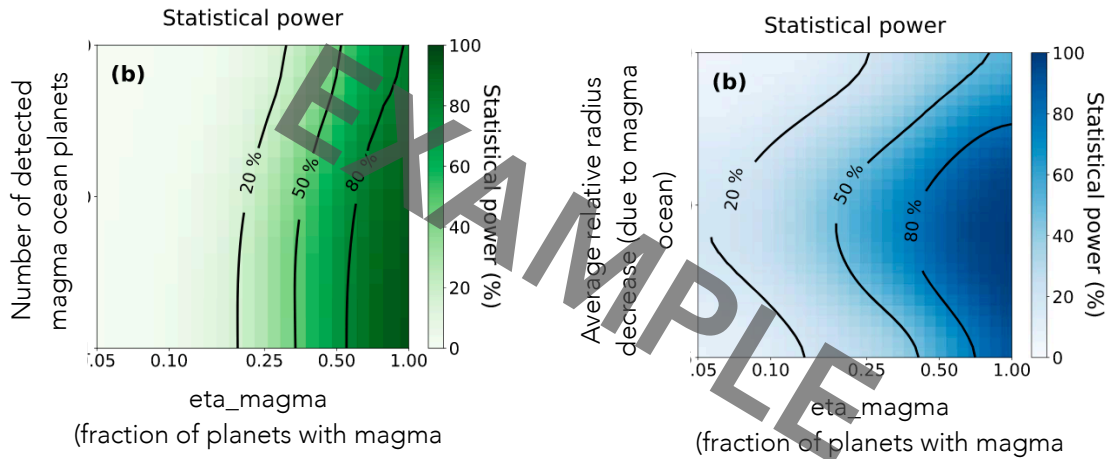 Statistical power
(b)
Number of detected
magma ocean planets
20 %
50 %
80 %
.05
0.10
0.25
0.50
1.00
100
80
60
40
20
0
Statistical power (%)
eta_magma
(fraction of planets with magma
Statistical power
(b)
Average relative radius
decrease (due to magma
ocean)
20 %
50 %
80 %
.05
0.10
0.25
0.50
1.00
100
80
60
40
20
0
Statistical power (%)
eta_magma
(fraction of planets with magma
EXAMPLE